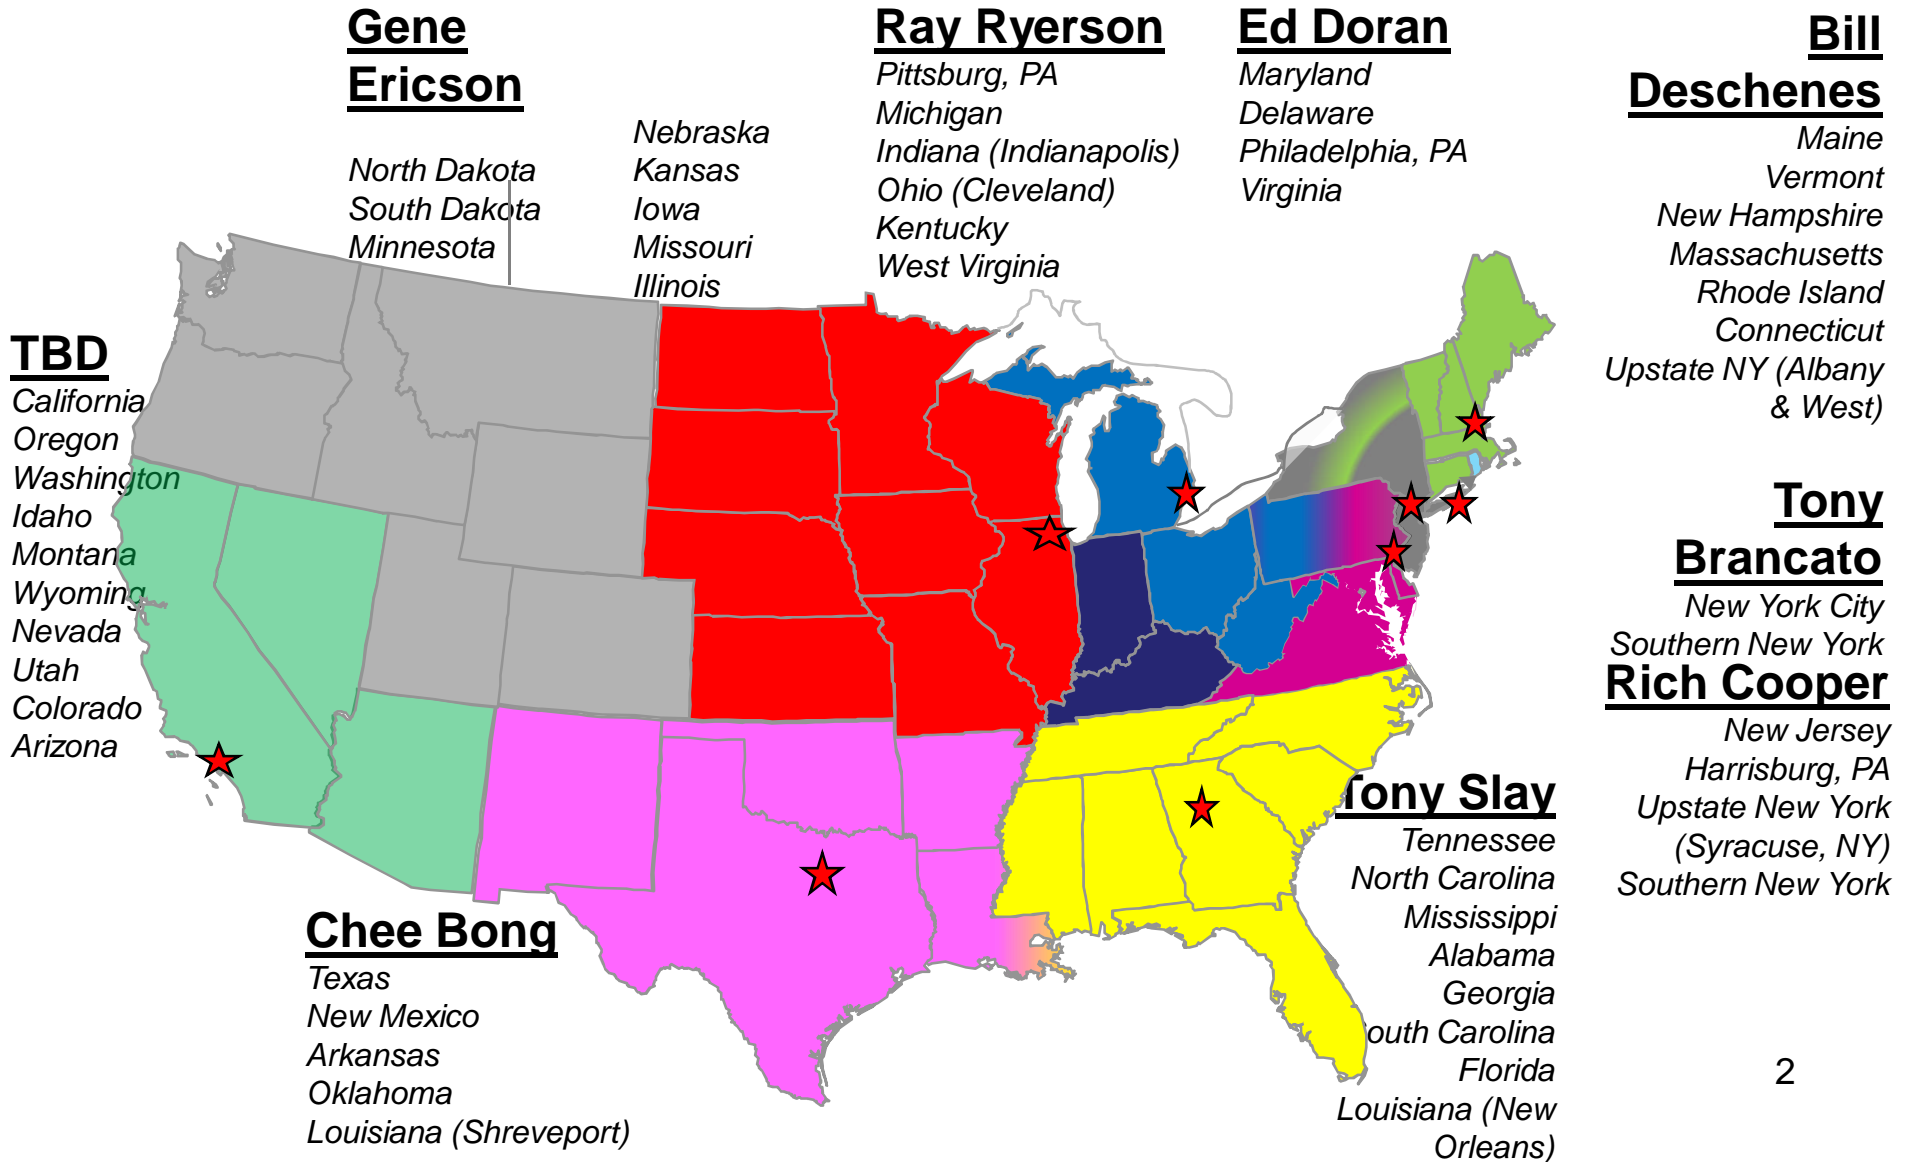 Gene
Ericson
North Dakota
South Dakota
Minnesota
Nebraska
Kansas
Iowa
Missouri
Illinois
Ray Ryerson
Pittsburg, PA
Michigan
Indiana (Indianapolis)
Ohio (Cleveland)
Kentucky
West Virginia
Ed Doran
Maryland
Delaware
Philadelphia, PA
Virginia
Bill
Deschenes
Maine
Vermont
New Hampshire
Massachusetts
Rhode Island
Connecticut
Upstate NY (Albany
& West)
TBD
California
Oregon
Washington
Idaho
Montana
Wyoming
Nevada
Utah
Colorado
Arizona
Tony
Brancato
New York City
Southern New York
Rich Cooper
New Jersey
Harrisburg, PA
Upstate New York
(Syracuse, NY)
Southern New York
Tony Slay
Tennessee
North Carolina
Mississippi
Alabama
Georgia
outh Carolina
Florida
Louisiana (New
Orleans)
Chee Bong
Texas
New Mexico
Arkansas
Oklahoma
Louisiana (Shreveport)
2